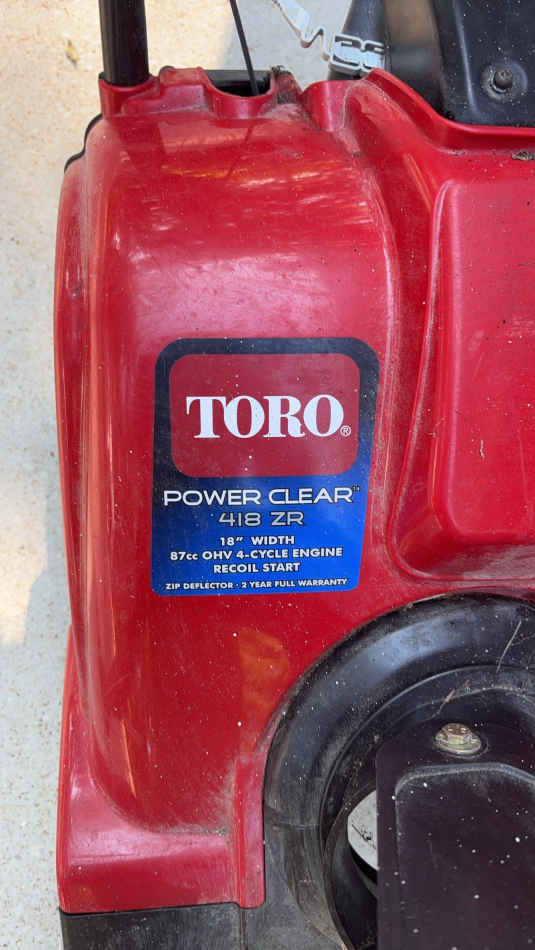 TORO®
POWER CLEAR™
418 ZR
18" WIDTH
87cc OHV 4-CYCLE ENGINE
RECOIL START
ZIP DEFLECTOR · 2 YEAR FULL WARRANTY